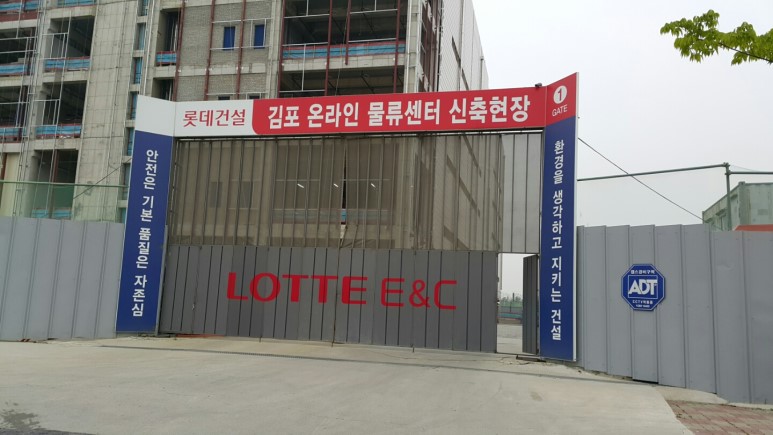 롯데건설 김포 온라인 물류센터 신축현장
1
GATE
안전은 기본 품질은 자존심
환경을 생각하고 지키는 건설
LOTTE E&C
ADT